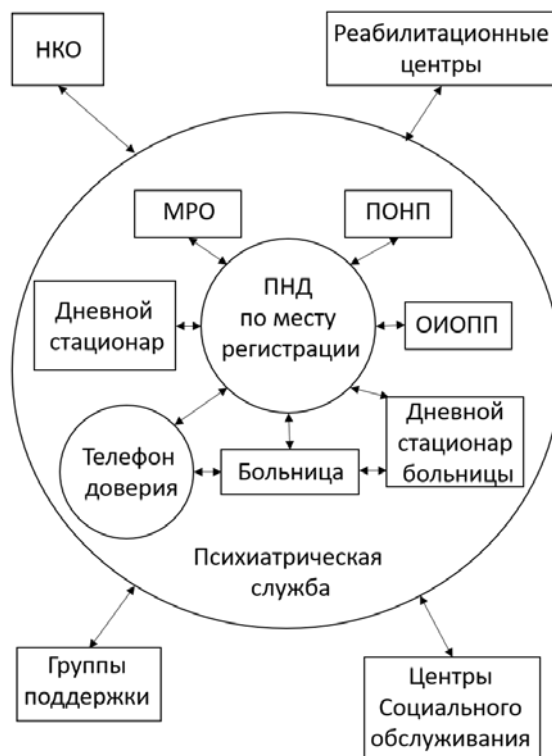 НКО
Реабилитационные
центры
МРО
ПОНП
ПНД
по месту
регистрации
Дневной
стационар
ОИОПП
Телефон
доверия
Больница
Дневной
стационар
больницы
Психиатрическая
служба
Группы
поддержки
Центры
Социального
обслуживания